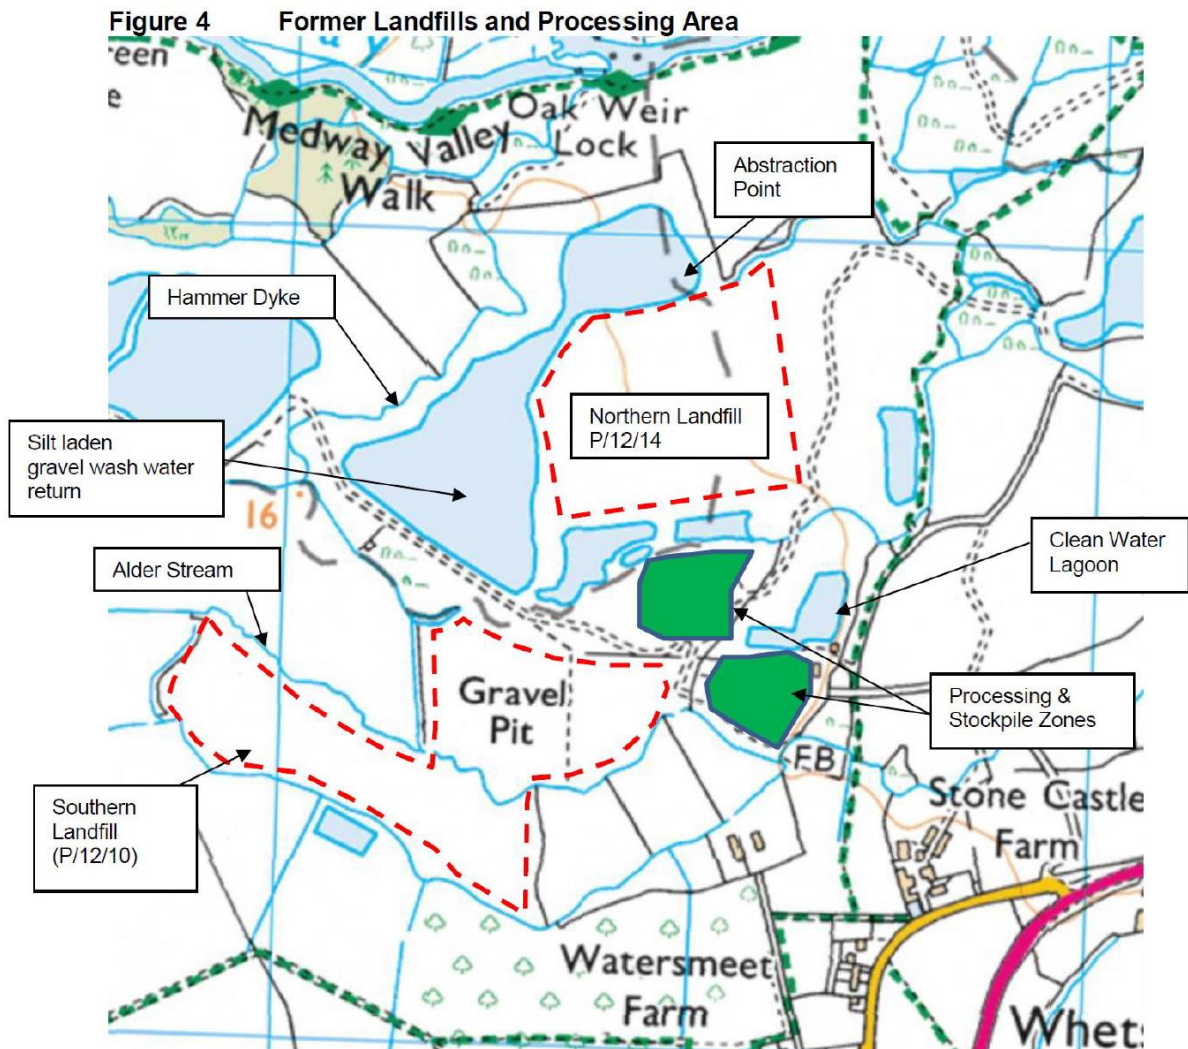 Figure 4 Former Landfills and Processing Area
reen
e
Medway
Valley
Walk
Oak Weir
Lock
Abstraction
Point
Hammer Dyke
Northern Landfill
P/12/14
Silt laden
gravel wash water
return
16
Alder Stream
Clean Water
Lagoon
Gravel
Pit
Processing &
Stockpile Zones
FB
Stone Castle
Farm
Southern
Landfill
(P/12/10)
Watersmeet
Farm
Whets